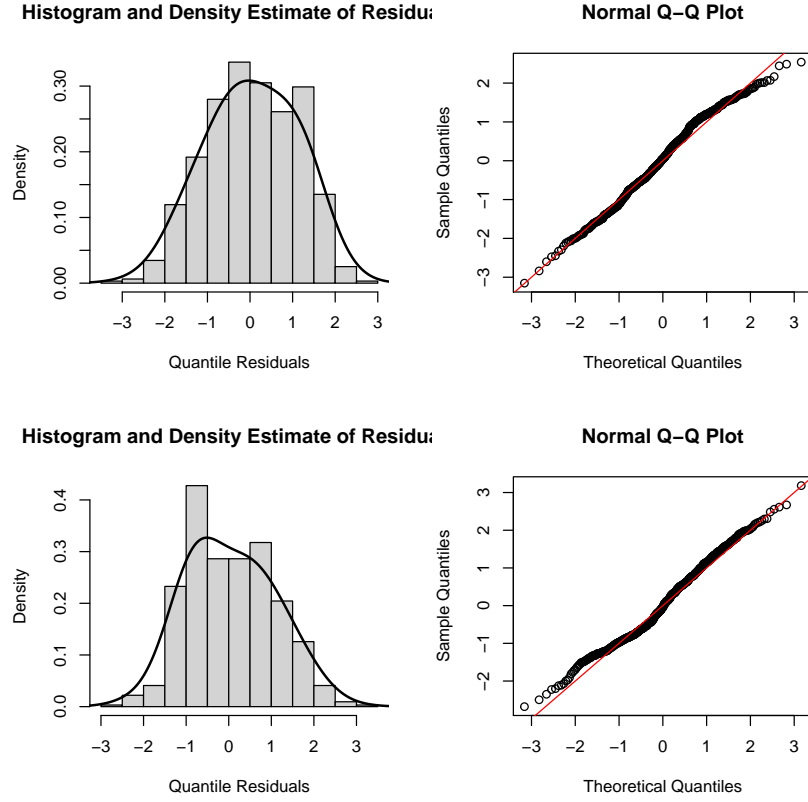 Histogram and Density Estimate of Residua
Density
0.00 0.10 0.20 0.30
−3 −2 −1 0 1 2 3
Quantile Residuals
Normal Q−Q Plot
Sample Quantiles
−3 −2 −1 0 1 2
−3 −2 −1 0 1 2 3
Theoretical Quantiles
Histogram and Density Estimate of Residua
Density
0.0 0.1 0.2 0.3 0.4
−3 −2 −1 0 1 2 3
Quantile Residuals
Normal Q−Q Plot
Sample Quantiles
−2 −1 0 1 2 3
−3 −2 −1 0 1 2 3
Theoretical Quantiles